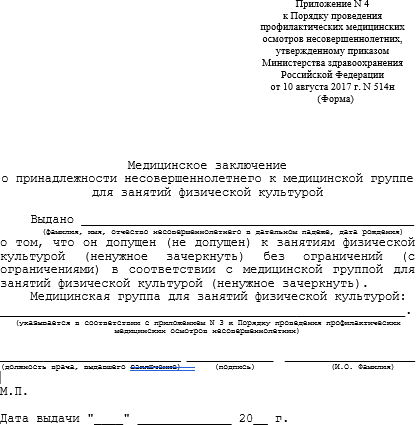 Приложение N 4
к Порядку проведения
профилактических медицинских
осмотров несовершеннолетних,
утвержденному приказом
Министерства здравоохранения
Российской Федерации
от 10 августа 2017 г. N 514н
(Форма)
Медицинское заключение
о принадлежности несовершеннолетнего к медицинской группе
для занятий физической культурой
Выдано ____________________
(фамилия, имя, отчество несовершеннолетнего в дательном падеже, дата рождения)
о том, что он допущен (не допущен) к занятиям физической
культурой (ненужное зачеркнуть) без ограничений (с
ограничениями) в соответствии с медицинской группой для
занятий физической культурой (ненужное зачеркнуть).
Медицинская группа для занятий физической культурой:
____________________.
(указывается в соответствии с приложением N 3 к Порядку проведения профилактических
медицинских осмотров несовершеннолетних)
(должность врача, выдавшего заключение) (подпись) (И.О. Фамилия)
М.П.
Дата выдачи "____" _____________ 20__ г.